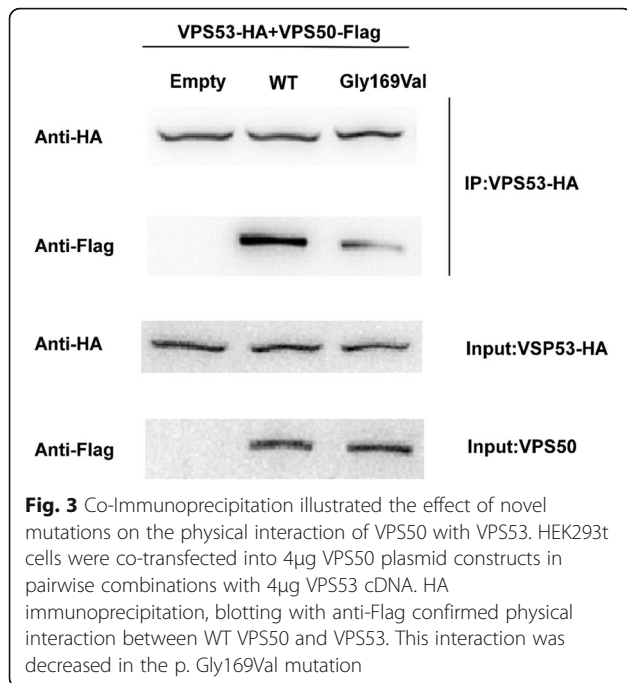 VPS53-HA+VPS50-Flag
Empty WT Gly169Val
Anti-HA
IP:VPS53-HA
Anti-Flag
Anti-HA Input:VSP53-HA
Anti-Flag Input:VPS50
Fig. 3 Co-Immunoprecipitation illustrated the effect of novel
mutations on the physical interaction of VPS50 with VPS53. HEK293t
cells were co-transfected into 4μg VPS50 plasmid constructs in
pairwise combinations with 4μg VPS53 cDNA. HA
immunoprecipitation, blotting with anti-Flag confirmed physical
interaction between WT VPS50 and VPS53. This interaction was
decreased in the p. Gly169Val mutation